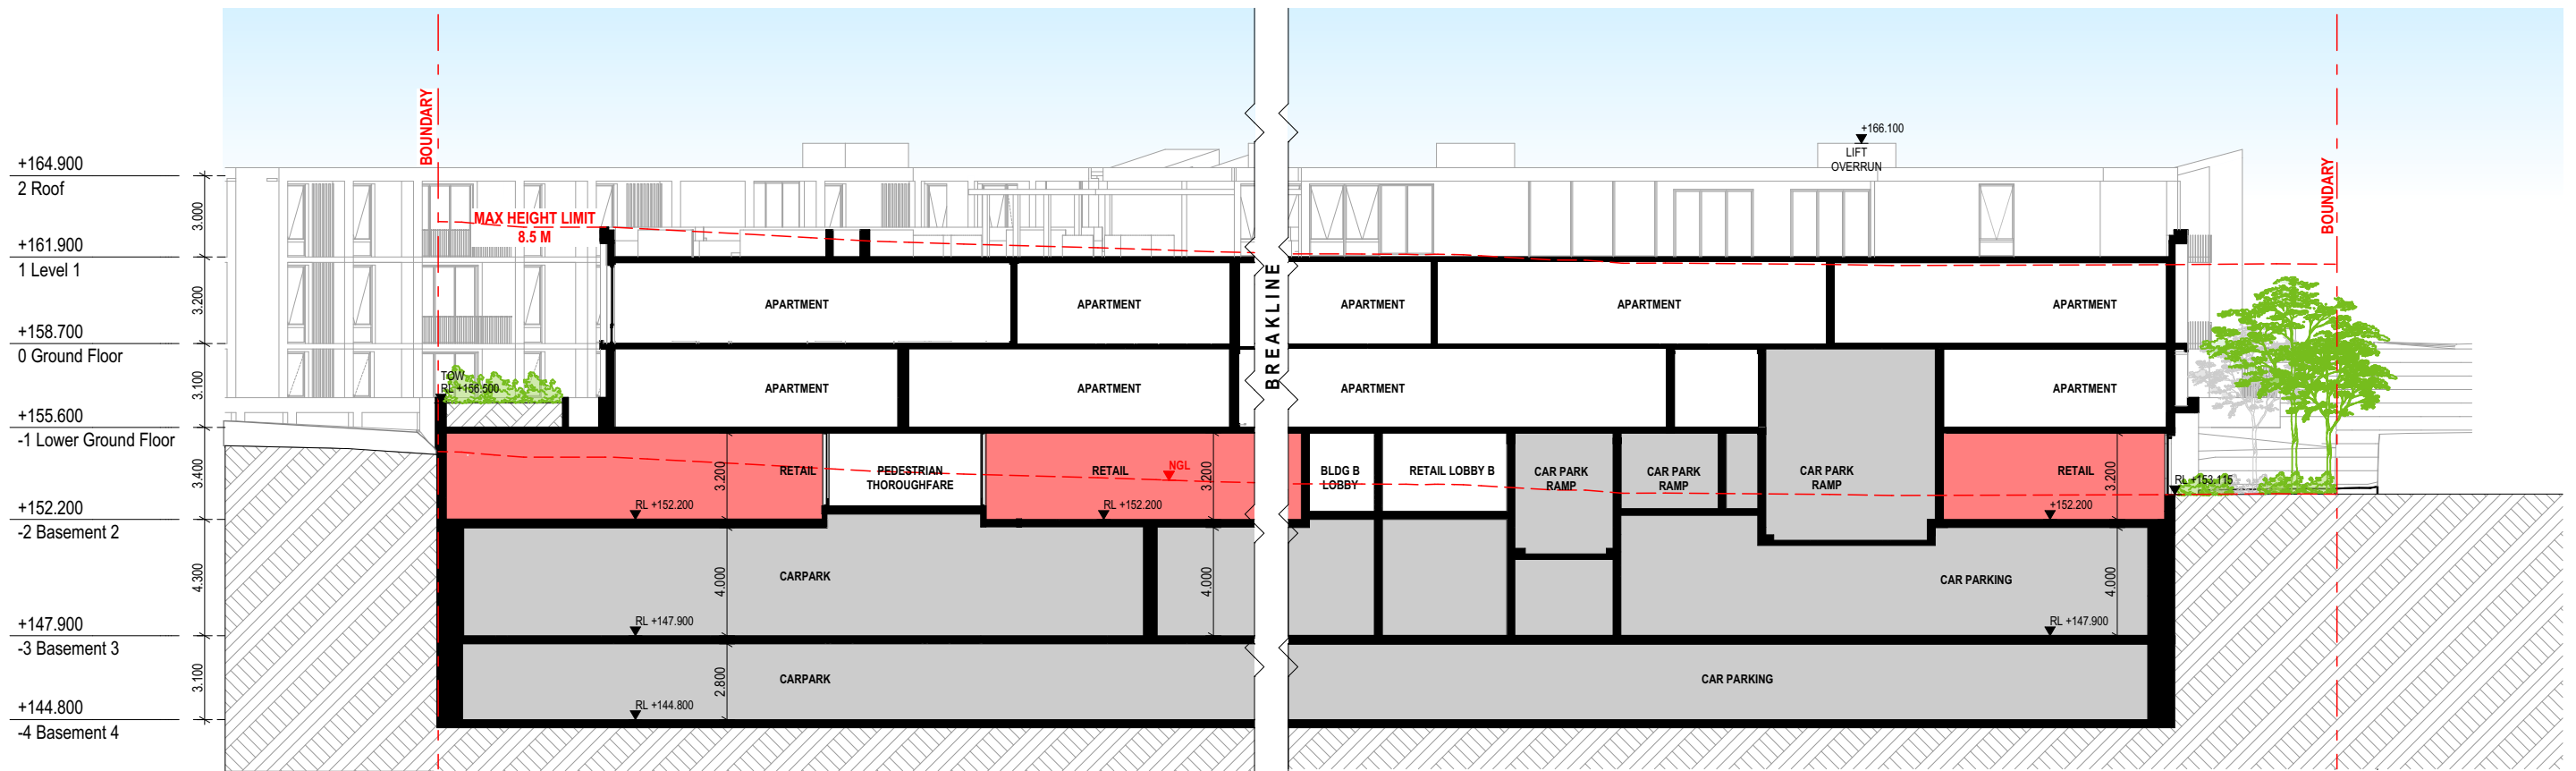 BOUNDARY
+166.100
LIFT
OVERRUN
BOUNDARY
+164.900
2 Roof
3.000
MAX HEIGHT LIMIT
8.5 M
+161.900
1 Level 1
3.200
APARTMENT
APARTMENT
BREAKLINE
APARTMENT
APARTMENT
APARTMENT
+158.700
0 Ground Floor
3.100
TOW
RL +156.500
APARTMENT
APARTMENT
APARTMENT
APARTMENT
+155.600
-1 Lower Ground Floor
3.400
3.200
RETAIL
PEDESTRIAN
THOROUGHFARE
RETAIL
NGL
3.200
BLDG B
LOBBY
RETAIL LOBBY B
CAR PARK
RAMP
CAR PARK
RAMP
CAR PARK
RAMP
RETAIL
3.200
RL +153.115
RL +152.200
RL +152.200
+152.200
+152.200
-2 Basement 2
4.300
4.000
CARPARK
4.000
CAR PARKING
4.000
RL +147.900
RL +147.900
+147.900
-3 Basement 3
3.100
2.800
CARPARK
CAR PARKING
RL +144.800
+144.800
-4 Basement 4